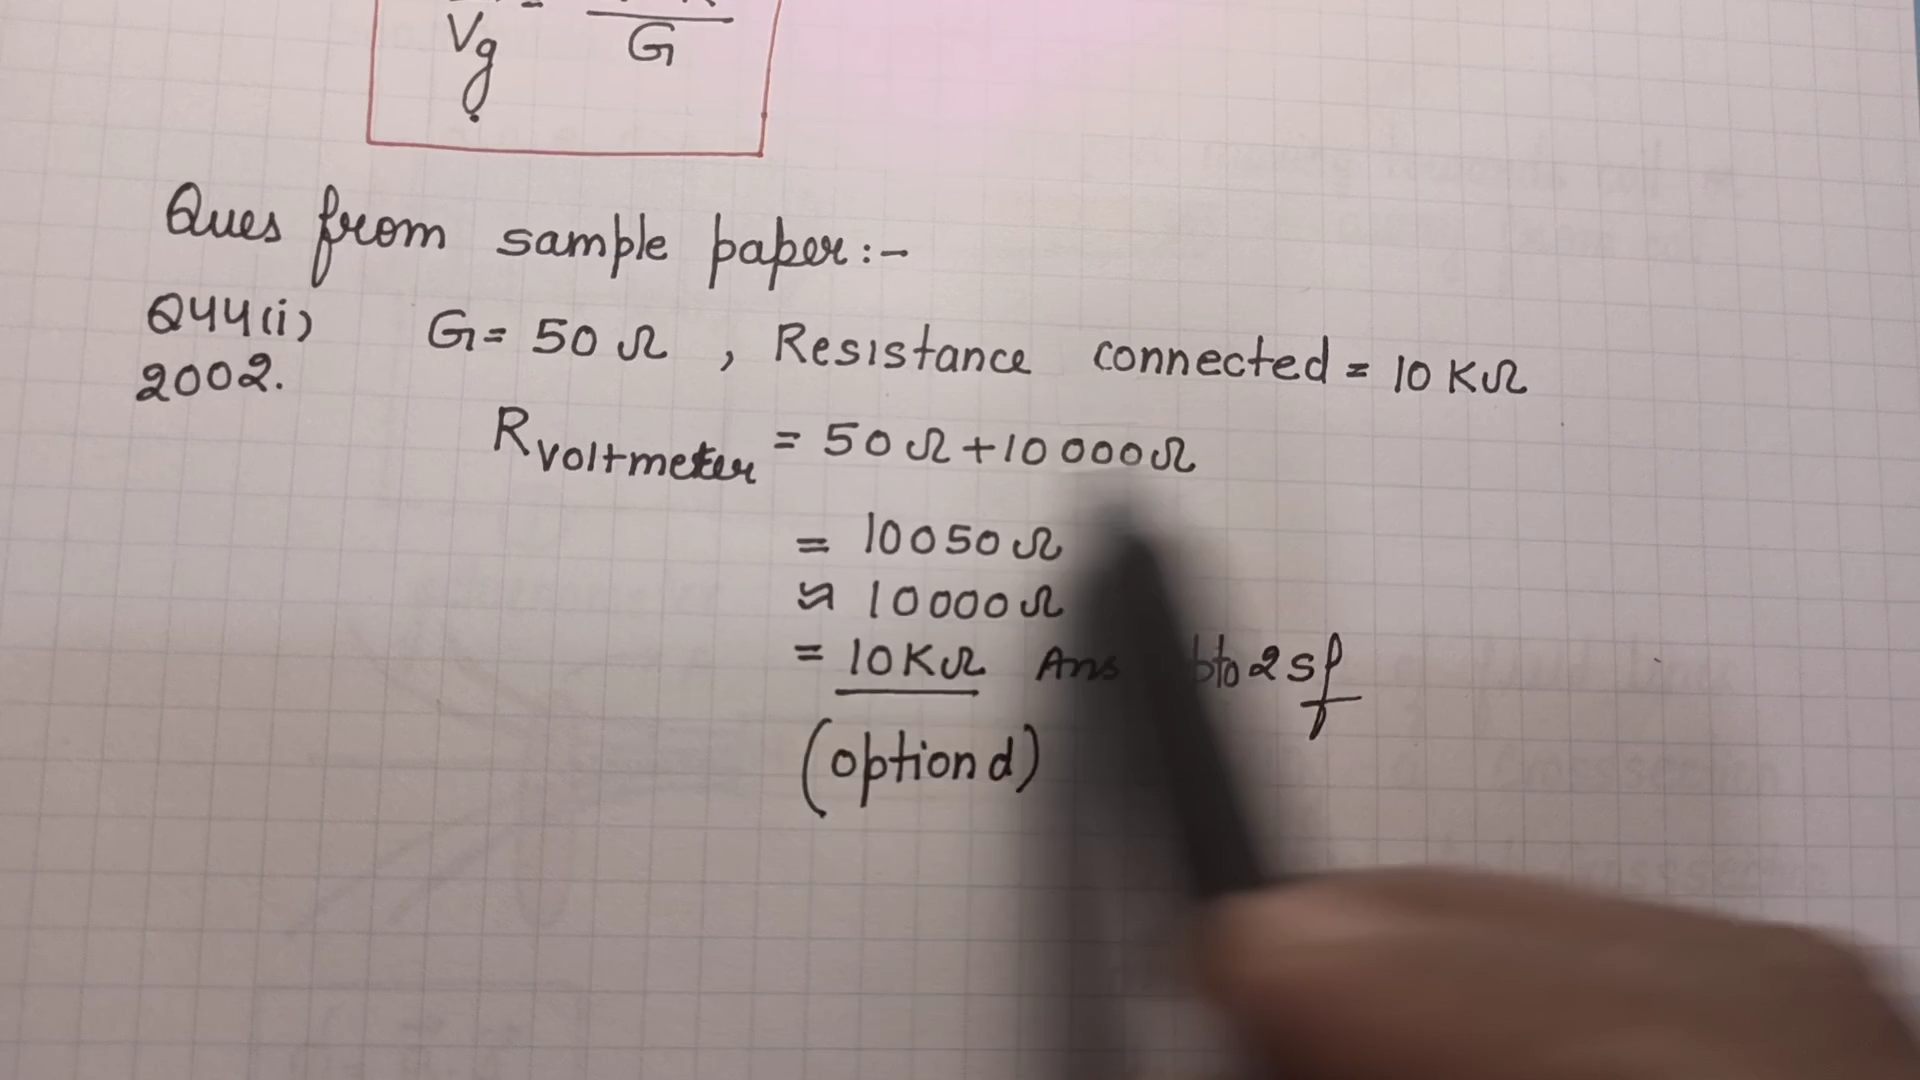 Vg G
Ques from sample paper:-
Q44(i) G = 50 Ω , Resistance connected = 10 KΩ
2002.
Rvoltmeter = 50 Ω + 10000 Ω
= 10050 Ω
≈ 10000 Ω
= 10 KΩ Ans 2 sf
(option d)